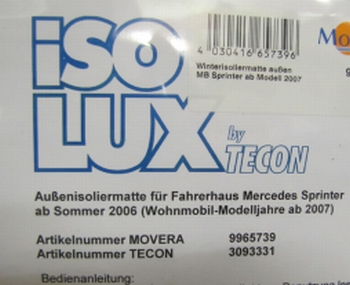 iSO
LUX
by
TECON
4 030416 657396
Winterisoliermatte außen
MB Sprinter ab Modell 2007
Mo
Außenisoliermatte für Fahrerhaus Mercedes Sprinter
ab Sommer 2006 (Wohnmobil-Modelljahre ab 2007)
Artikelnummer MOVERA 9965739
Artikelnummer TECON 3093331
Bedienanleitung: